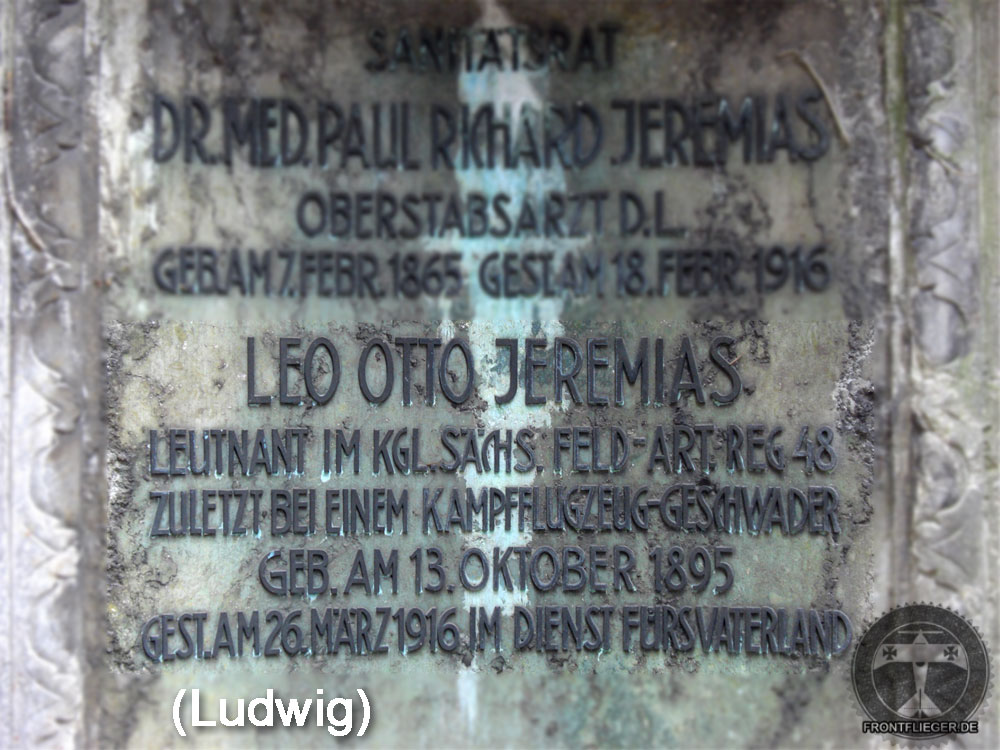 SANITÄTSRAT
DR. MED. PAUL RICHARD JEREMIAS
OBERSTABSARZT D.L.
GEB. AM 7. FEBR. 1865 GEST. AM 18. FEBR. 1916
LEO OTTO JEREMIAS
LEUTNANT IM KGL. SÄCHS. FELD-ART. REG 48
ZULETZT BEI EINEM KAMPFFLUGZEUG-GESCHWADER
GEB. AM 13. OKTOBER 1895
GEST. AM 26. MÄRZ 1916 IM DIENST FÜRS VATERLAND
(Ludwig)
FRONTFLIEGER.DE